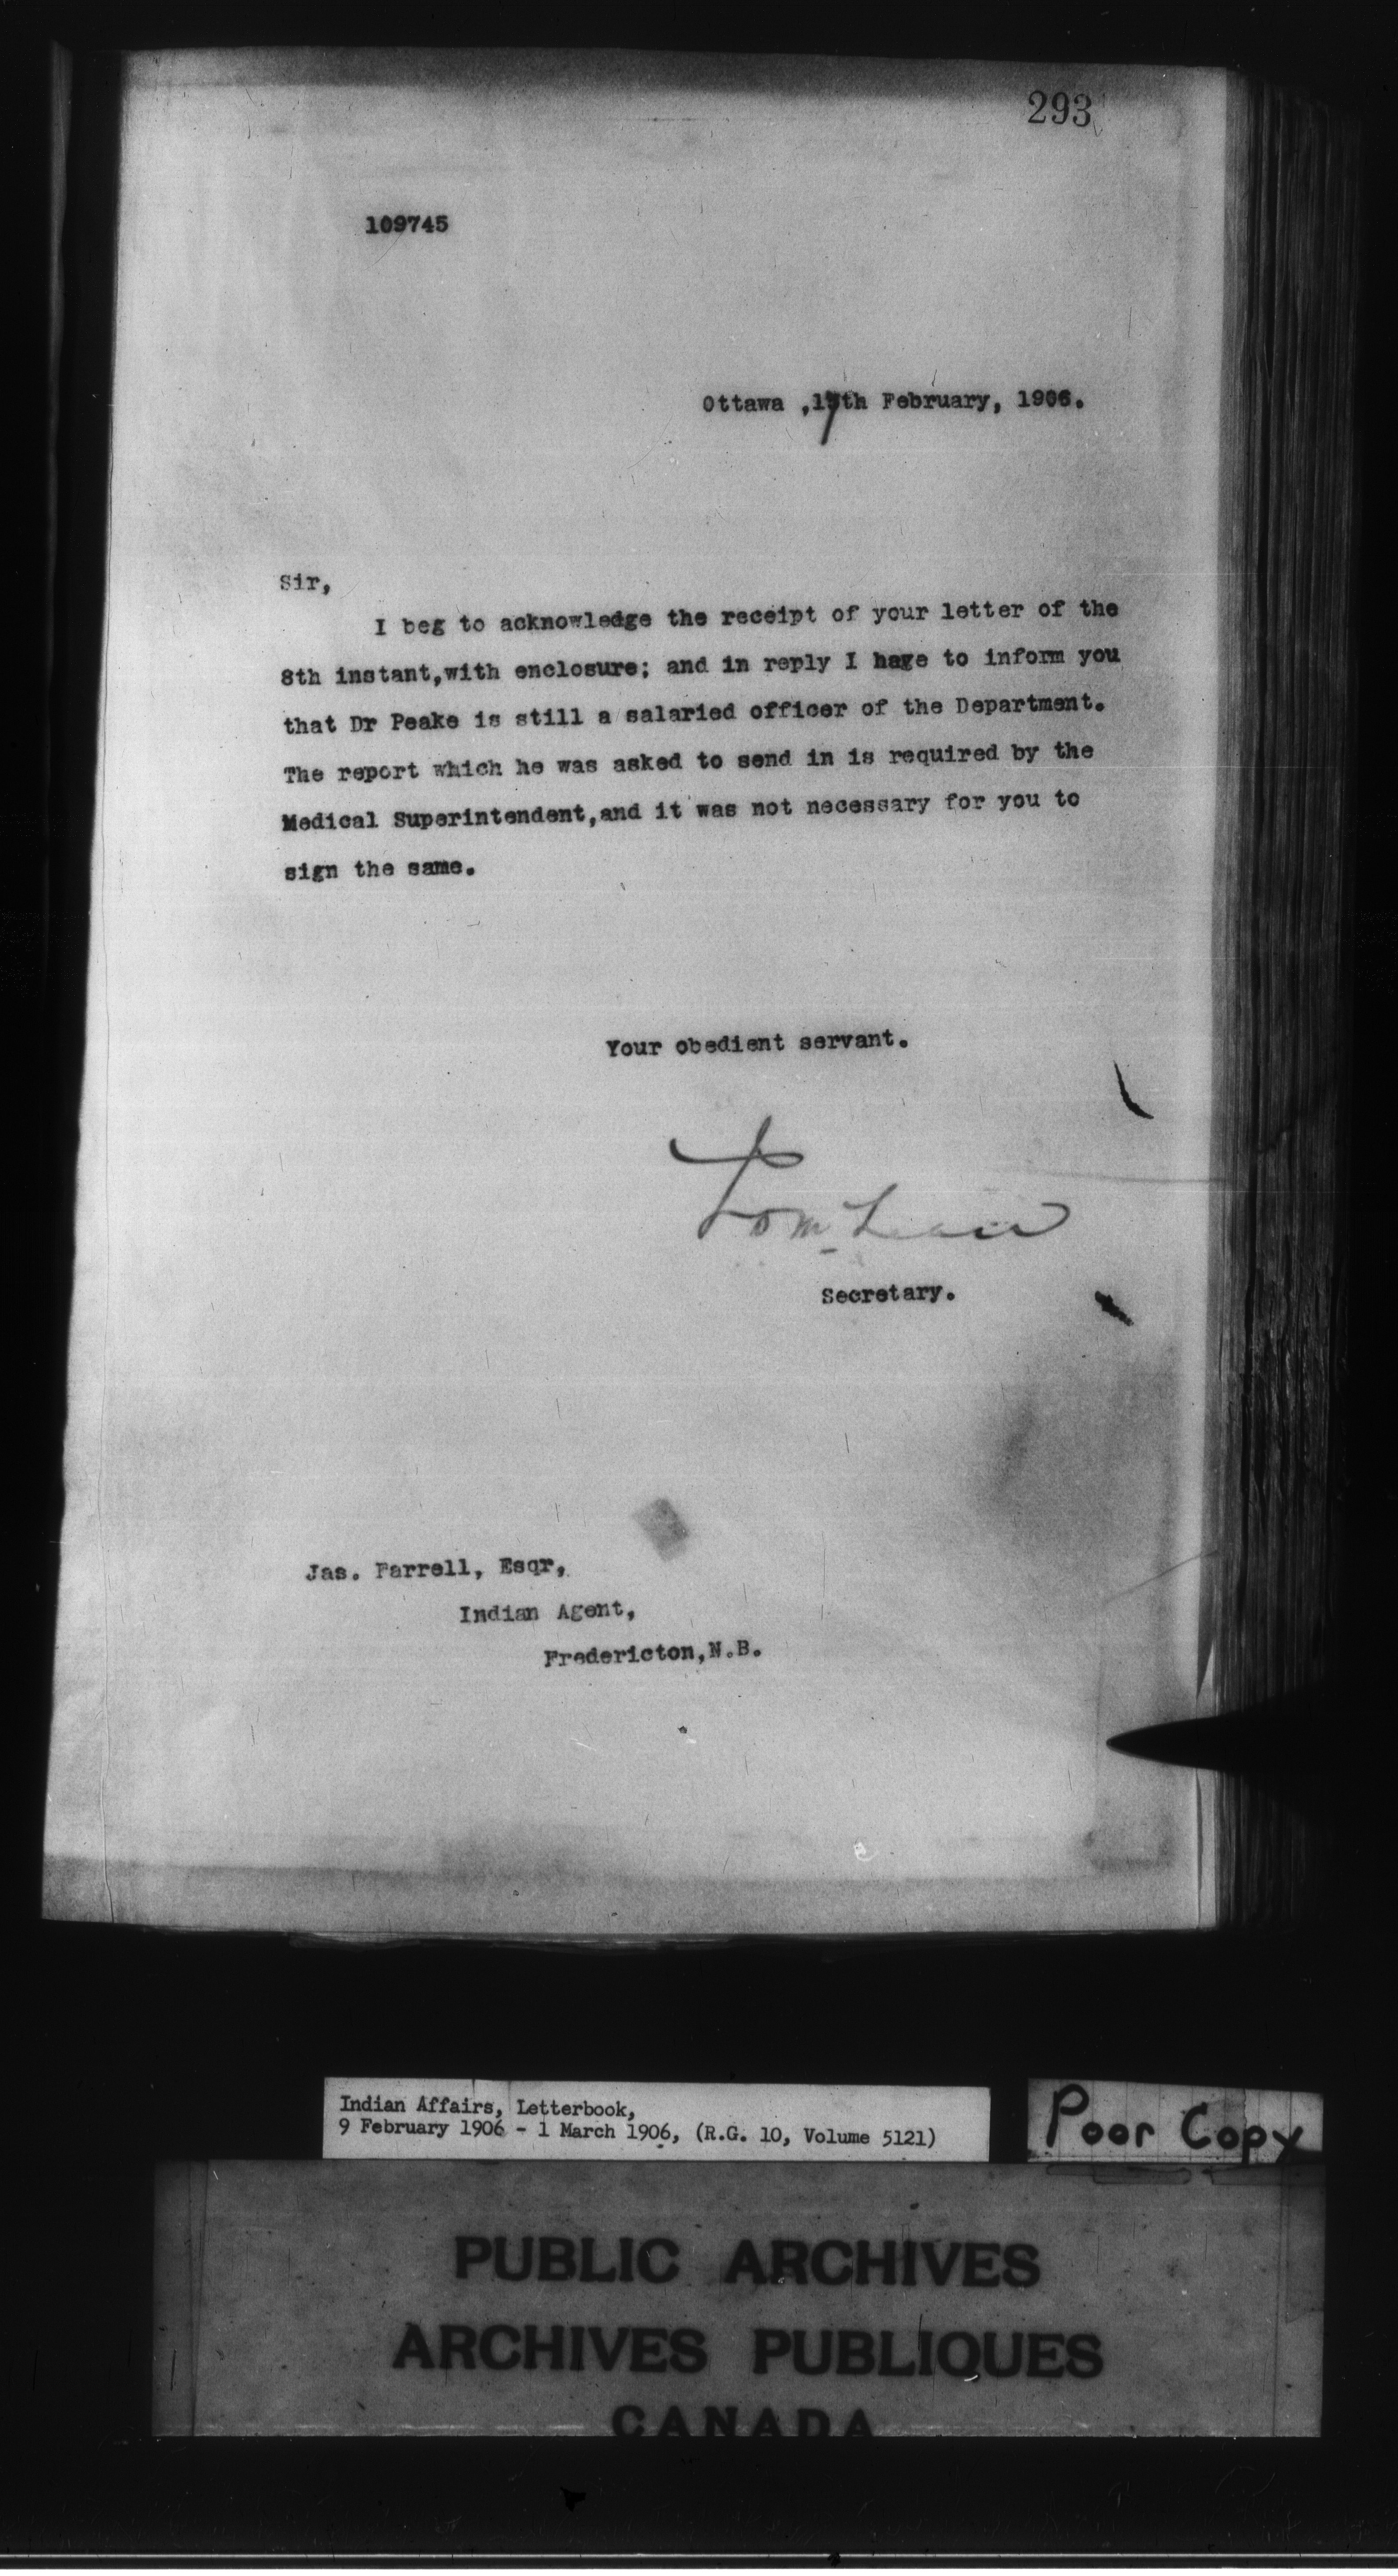 293
109745
Ottawa ,17th February, 1906.
Sir,
I beg to acknowledge the receipt of your letter of the
8th instant,with enclosure; and in reply I hage to inform you
that Dr Peake is still a salaried officer of the Department.
The report which he was asked to send in is required by the
Medical Superintendent,and it was not necessary for you to
sign the same.
Your obedient servant.
McLean
Secretary.
Jas. Farrell, Esqr,
Indian Agent,
Fredericton,N.B.
Indian Affairs, Letterbook,
9 February 1906 - 1 March 1906, (R.G. 10, Volume 5121)
Poor Copy
PUBLIC ARCHIVES
ARCHIVES PUBLIQUES
CANADA